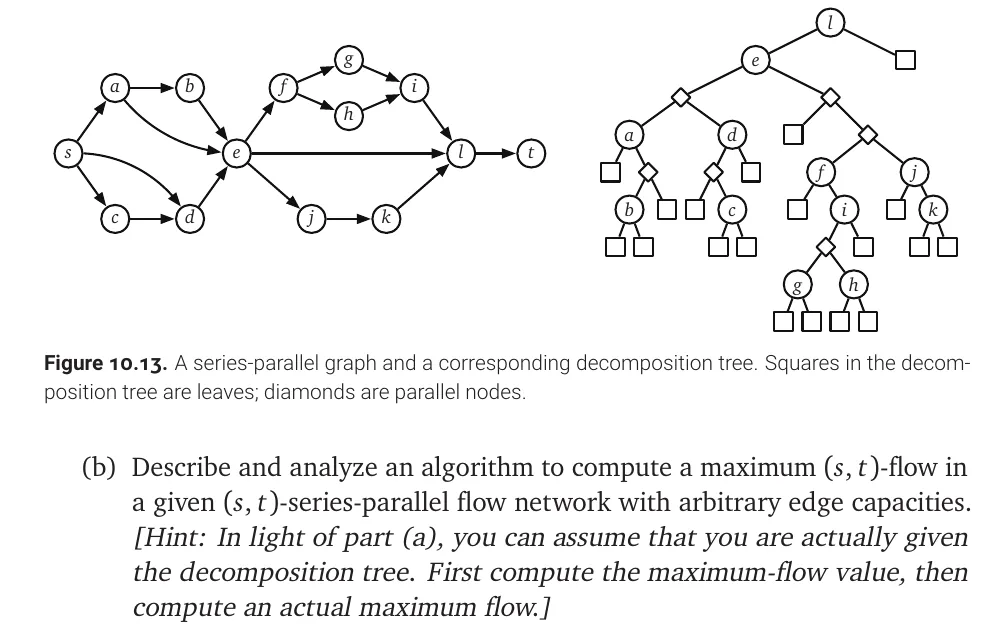 l
e
g
a
b
f
i
h
s
e
l
t
c
d
j
k
a
d
f
j
b
c
i
k
g
h
Figure 10.13. A series-parallel graph and a corresponding decomposition tree. Squares in the decom-
position tree are leaves; diamonds are parallel nodes.
(b) Describe and analyze an algorithm to compute a maximum (s, t)-flow in
a given (s, t)-series-parallel flow network with arbitrary edge capacities.
[Hint: In light of part (a), you can assume that you are actually given
the decomposition tree. First compute the maximum-flow value, then
compute an actual maximum flow.]